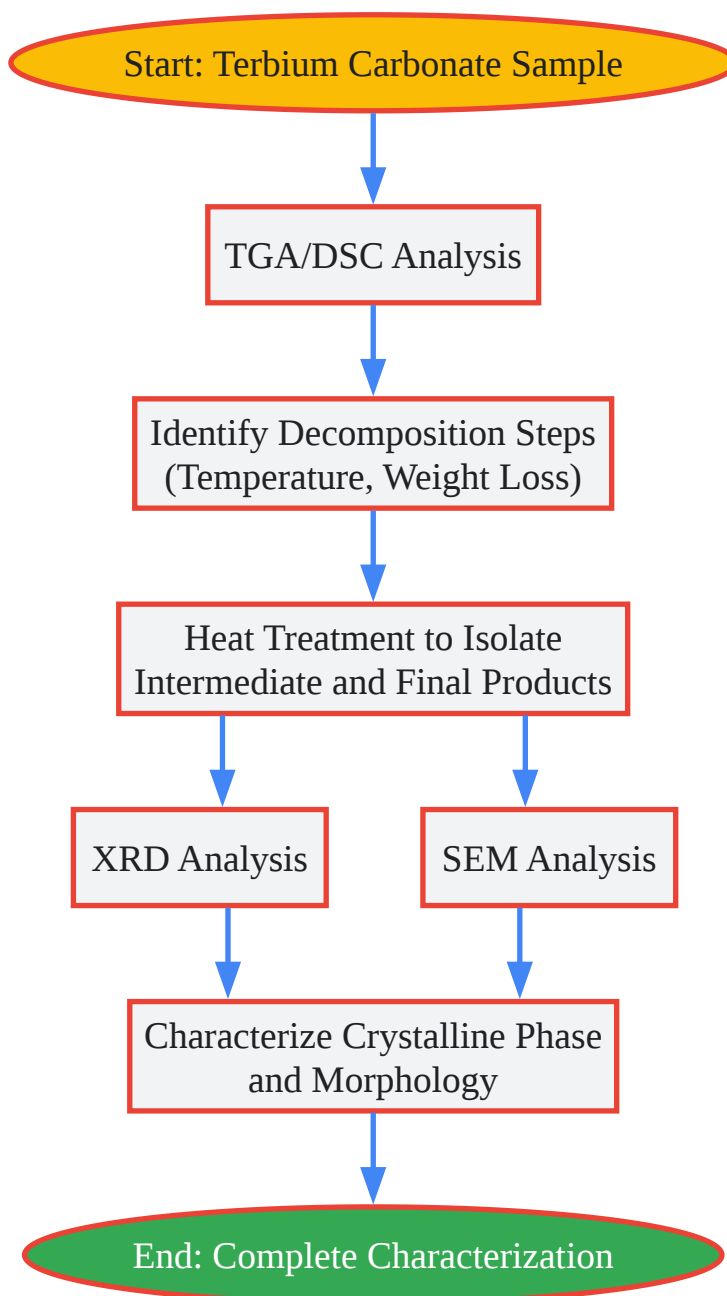 Start: Terbium Carbonate Sample
TGA/DSC Analysis
Identify Decomposition Steps
(Temperature, Weight Loss)
Heat Treatment to Isolate
Intermediate and Final Products
XRD Analysis
SEM Analysis
Characterize Crystalline Phase
and Morphology
End: Complete Characterization